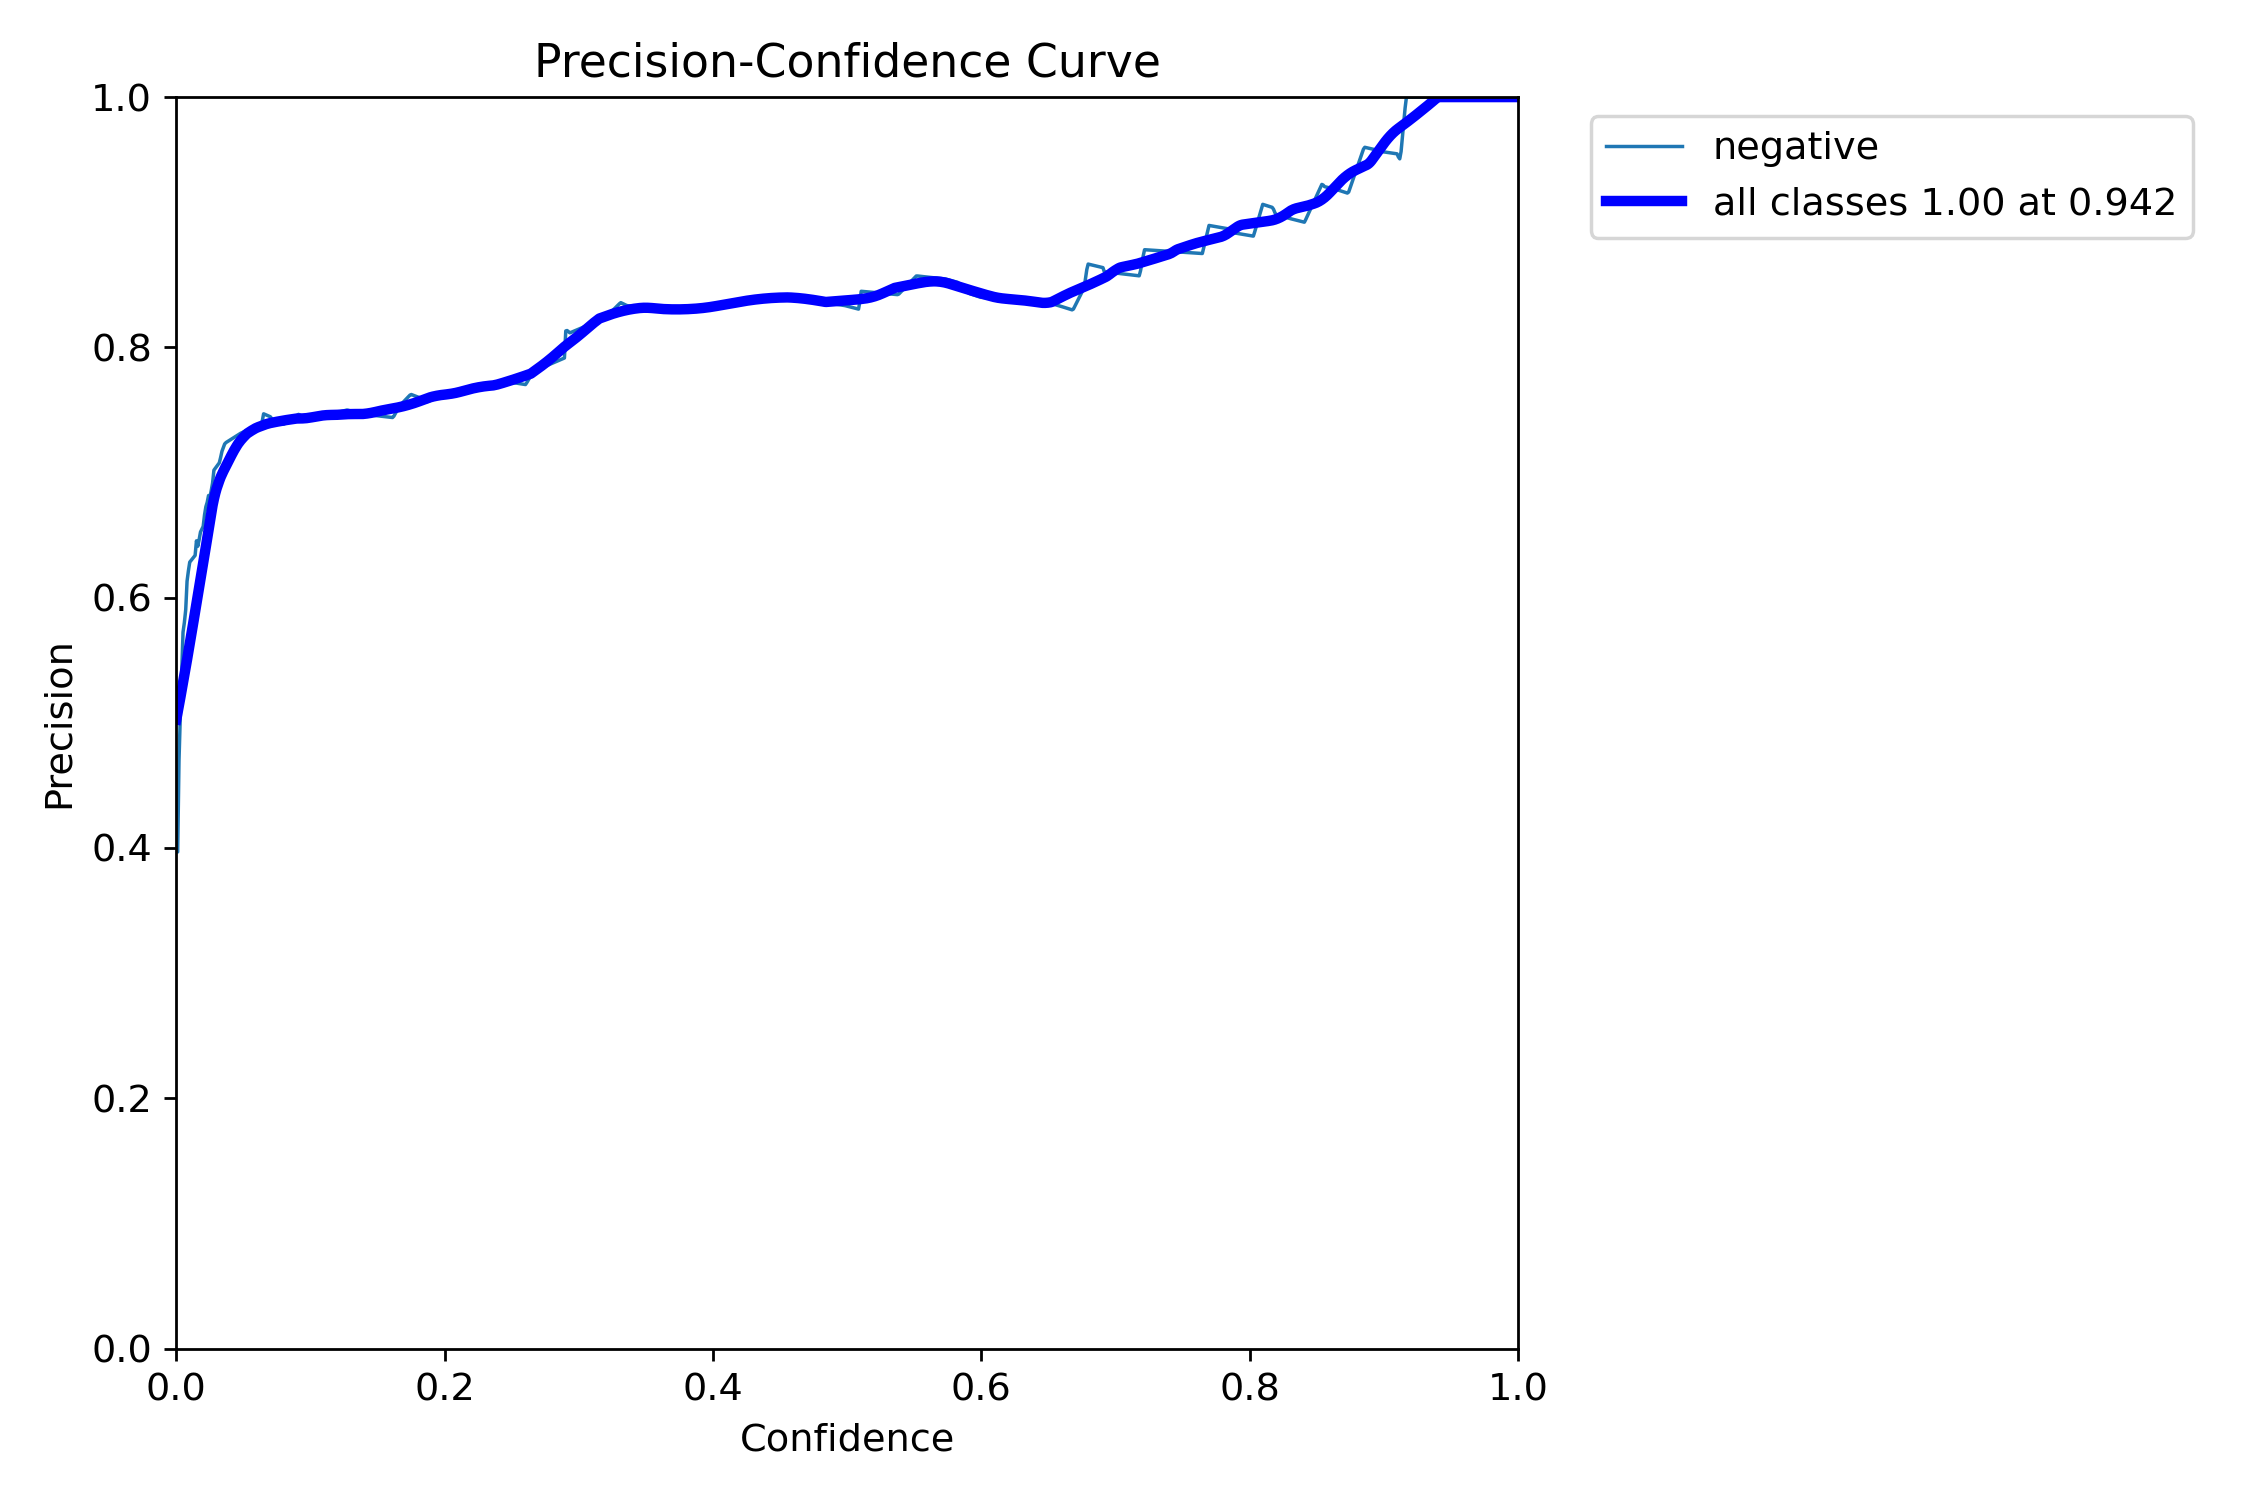 Precision-Confidence Curve
1.0
0.8
0.6
0.4
0.2
0.0
Precision
0.0 0.2 0.4 0.6 0.8 1.0
Confidence
negative
all classes 1.00 at 0.942